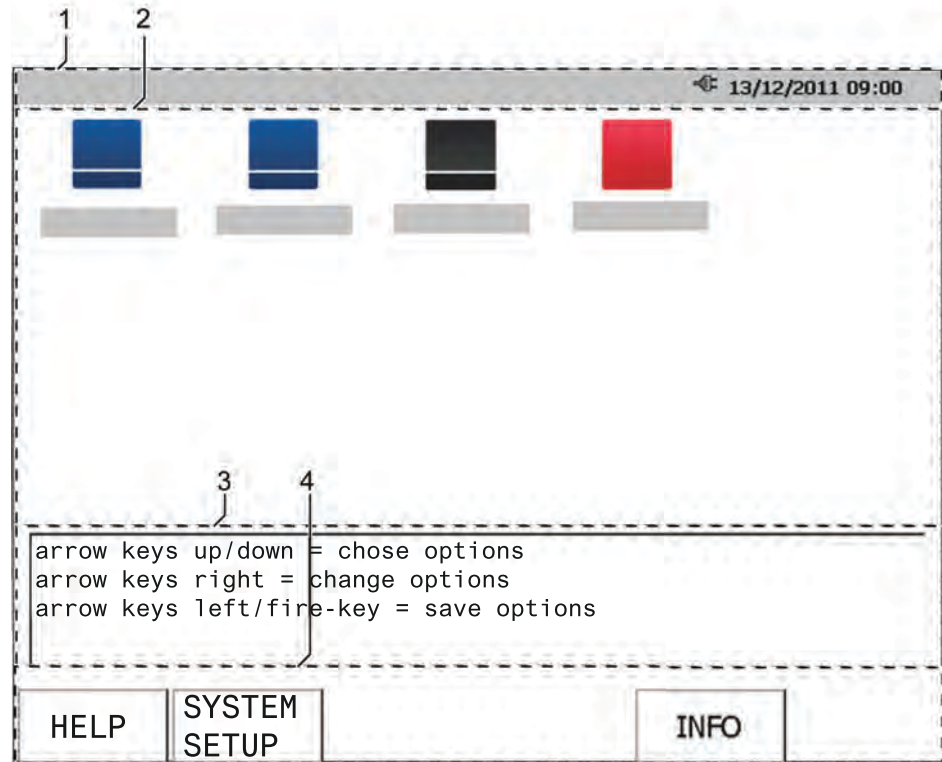 1 2
13/12/2011 09:00
3 4
arrow keys up/down = chose options
arrow keys right = change options
arrow keys left/fire-key = save options
HELP
SYSTEM
SETUP
INFO